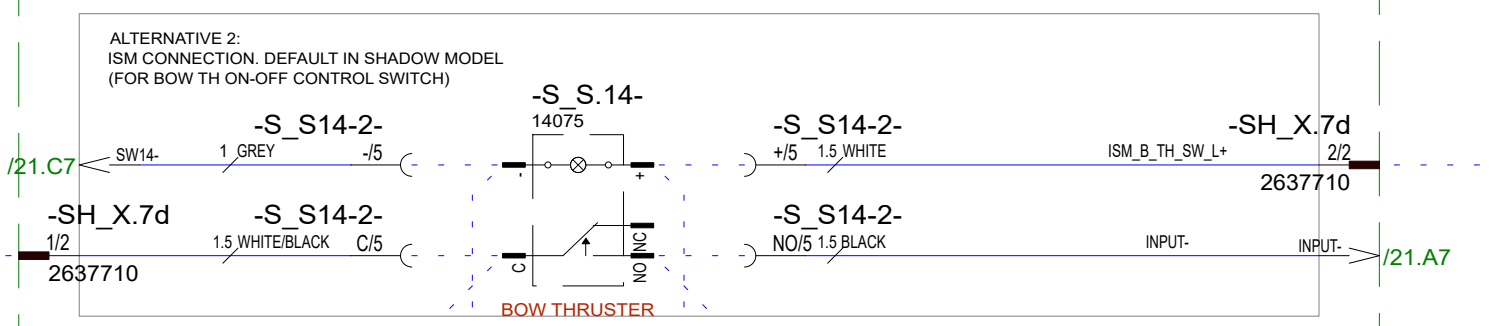 ALTERNATIVE 2:
ISM CONNECTION. DEFAULT IN SHADOW MODEL
(FOR BOW TH ON-OFF CONTROL SWITCH)
-S_S.14-
14075
-S_S14-2-
-S_S14-2-
-SH_X.7d
/21.C7
SW14-
1 GREY
-/5
-
+
+/5
1.5 WHITE
ISM_B_TH_SW_L+
2/2
2637710
-SH_X.7d
-S_S14-2-
-S_S14-2-
1/2
1.5 WHITE/BLACK
C/5
C
NC
NO
NO/5
1.5 BLACK
INPUT-
INPUT-
/21.A7
2637710
BOW THRUSTER